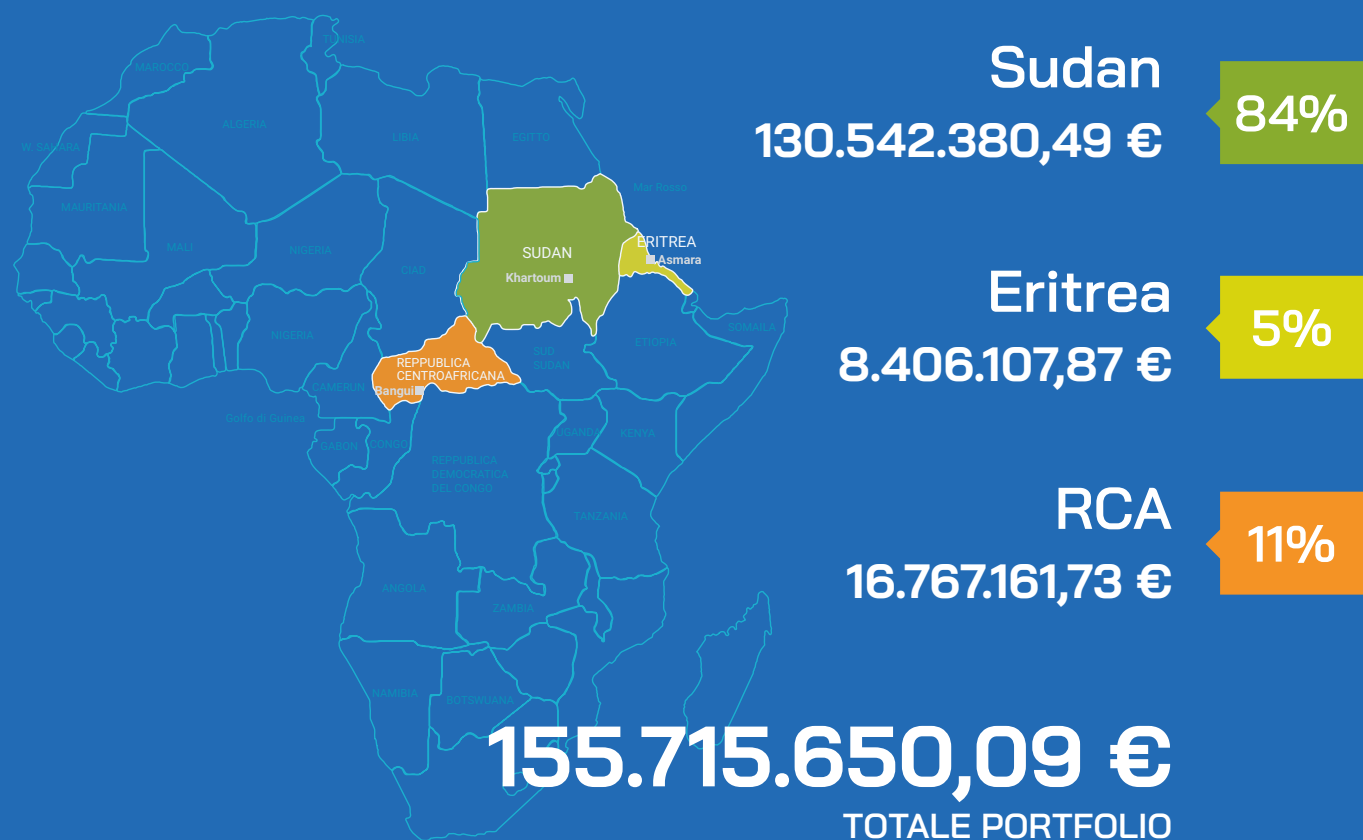 TUNISIA
MAROCCO
ALGERIA
LIBIA
EGITTO
W. SAHARA
MAURITANIA
MALI
NIGERIA
CIAD
Mar Rosso
SUDAN
Khartoum
ERITREA
Asmara
NIGERIA
SUD
SUDAN
ETIOPIA
SOMAILA
REPPUBLICA
CENTROAFRICANA
Bangui
CAMERUN
Golfo di Guinea
GABON
CONGO
UGANDA
KENYA
REPPUBLICA
DEMOCRATICA
DEL CONGO
TANZANIA
ANGOLA
ZAMBIA
NAMIBIA
BOTSWUANA
Sudan
130.542.380,49 €
84%
Eritrea
8.406.107,87 €
5%
RCA
16.767.161,73 €
11%
155.715.650,09 €
TOTALE PORTFOLIO